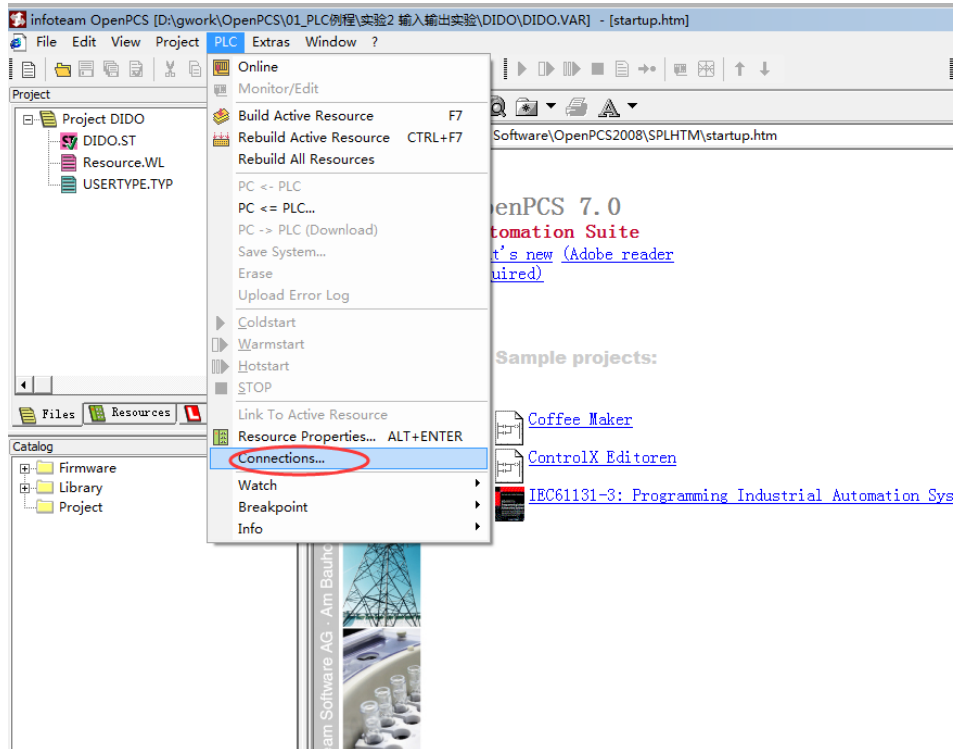 infoteam OpenPCS [D:\gwork\OpenPCS\01_PLC例程\实验2 输入输出实验\DIDO\DIDO.VAR] - [startup.htm]
File Edit View Project PLC Extras Window ?
Project
Project DIDO
DIDO.ST
Resource.WL
USERTYPE.TYP
Files Resources L
Catalog
Firmware
Library
Project
Online
Monitor/Edit
Build Active Resource F7
Rebuild Active Resource CTRL+F7
Rebuild All Resources
PC <- PLC
PC <= PLC...
PC -> PLC (Download)
Save System...
Erase
Upload Error Log
Coldstart
Warmstart
Hotstart
STOP
Link To Active Resource
Resource Properties... ALT+ENTER
Connections...
Watch
Breakpoint
Info
Software\OpenPCS2008\SPLHTM\startup.htm
enPCS 7.0
tomation Suite
t's new (Adobe reader
uired)
Sample projects:
Coffee Maker
ControlX Editoren
IEC61131-3: Programming Industrial Automation Sys
am Software AG · Am Bauho